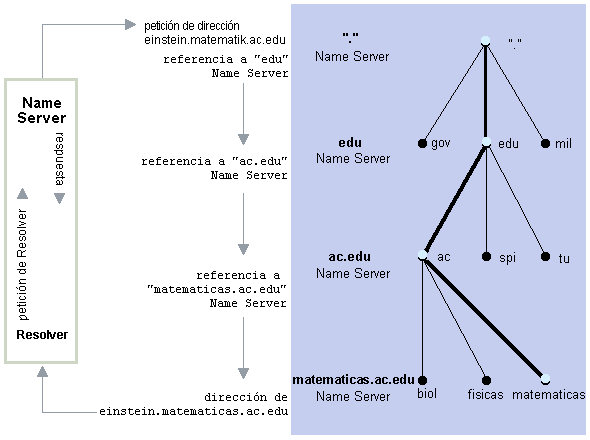 petición de dirección
einstein.matematik.ac.edu
referencia a "edu"
Name Server
Name
Server
respuesta
petición de Resolver
Resolver
referencia a "ac.edu"
Name Server
referencia a
"matematicas.ac.edu"
Name Server
dirección de
einstein.matematicas.ac.edu
"."
Name Server
"."
edu
Name Server
gov
edu
mil
ac.edu
Name Server
ac
spi
tu
matematicas.ac.edu
Name Server
biol
fisicas
matematicas